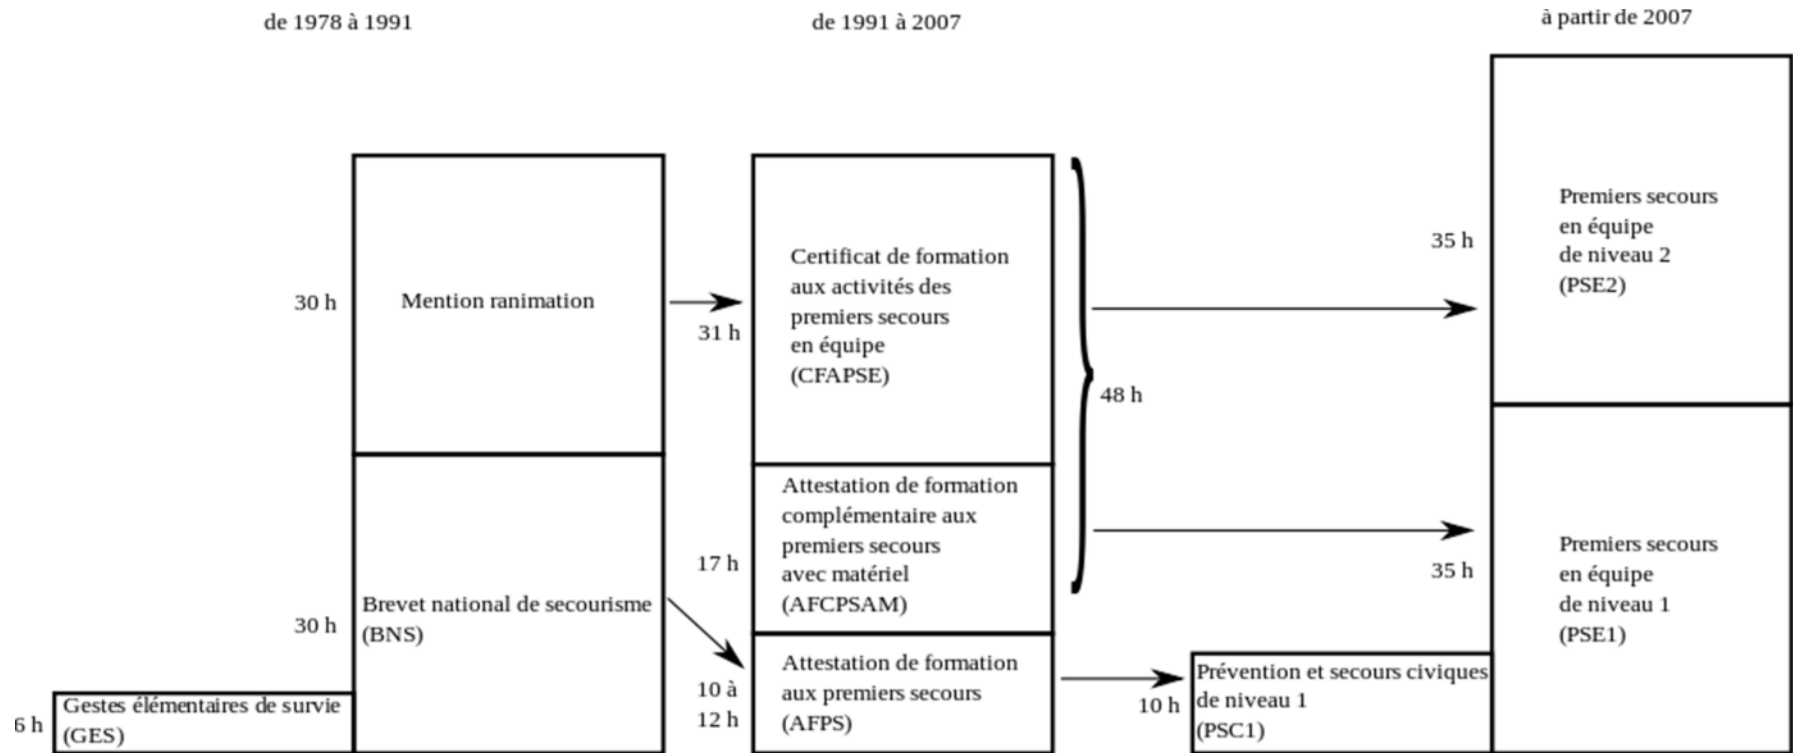 de 1978 à 1991
de 1991 à 2007
à partir de 2007
30 h
Mention ranimation
30 h
Brevet national de secourisme
(BNS)
6 h
Gestes élémentaires de survie
(GES)
31 h
Certificat de formation
aux activités des
premiers secours
en équipe
(CFAPSE)
17 h
Attestation de formation
complémentaire aux
premiers secours
avec matériel
(AFCPSAM)
10 à
12 h
Attestation de formation
aux premiers secours
(AFPS)
48 h
35 h
Premiers secours
en équipe
de niveau 2
(PSE2)
35 h
Premiers secours
en équipe
de niveau 1
(PSE1)
10 h
Prévention et secours civiques
de niveau 1
(PSC1)